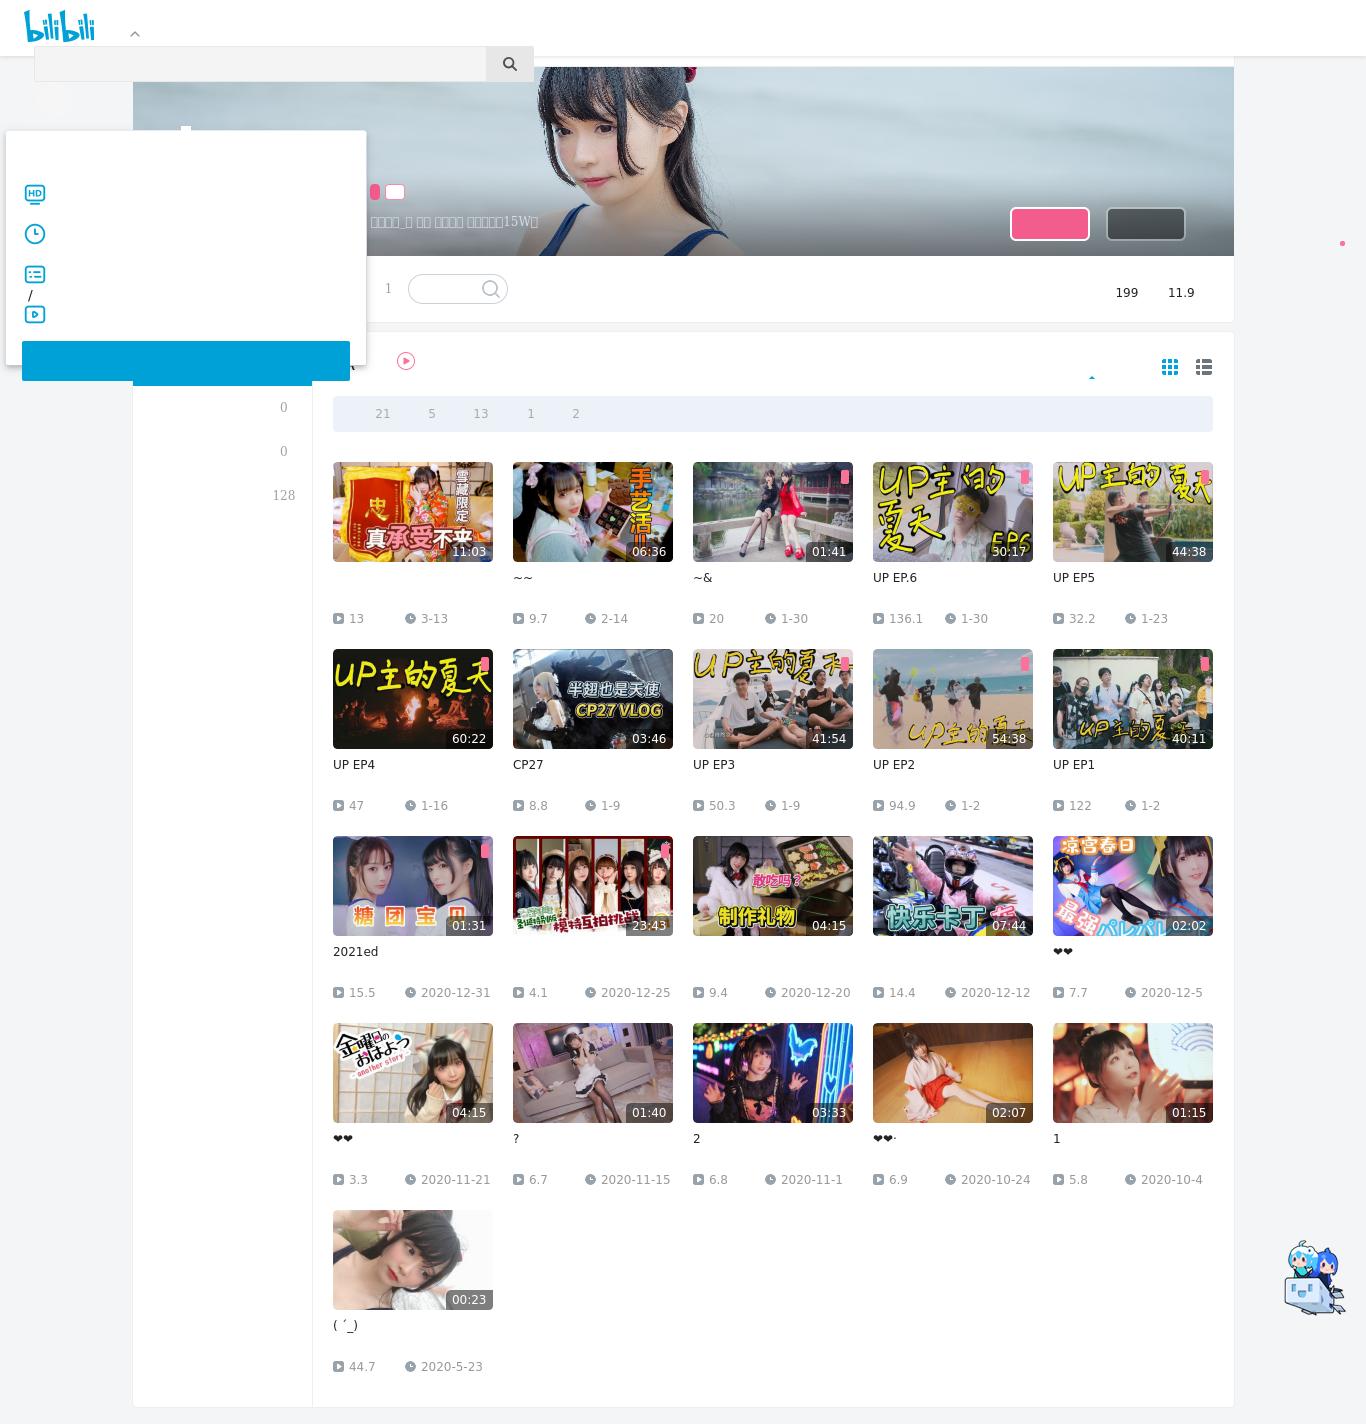 bilibili
15W
HD
/
1
199 11.9
0
0
128
21 5 13 1 2
雪藏限定
忠
真承受不来
11:03
手艺活!!
06:36
01:41
UP主的夏天
EP6
30:17
UP主的夏天
44:38
~~
~&
UP EP.6
UP EP5
13 3-13
9.7 2-14
20 1-30
136.1 1-30
32.2 1-23
UP主的夏天
60:22
半翅也是天使
CP27 VLOG
03:46
UP主的夏天
41:54
UP主的夏天
54:38
UP主的夏天
40:11
UP EP4
CP27
UP EP3
UP EP2
UP EP1
47 1-16
8.8 1-9
50.3 1-9
94.9 1-2
122 1-2
糖团宝贝
01:31
模特互拍挑战
23:43
敢吃吗?
制作礼物
04:15
快乐卡丁
07:44
凉宫春日
最强パレパレ
02:02
2021ed
❤❤
15.5 2020-12-31
4.1 2020-12-25
9.4 2020-12-20
14.4 2020-12-12
7.7 2020-12-5
金曜日のおはよう
another story
04:15
01:40
03:33
02:07
01:15
❤❤
?
2
❤❤·
1
3.3 2020-11-21
6.7 2020-11-15
6.8 2020-11-1
6.9 2020-10-24
5.8 2020-10-4
00:23
( ´_)
44.7 2020-5-23